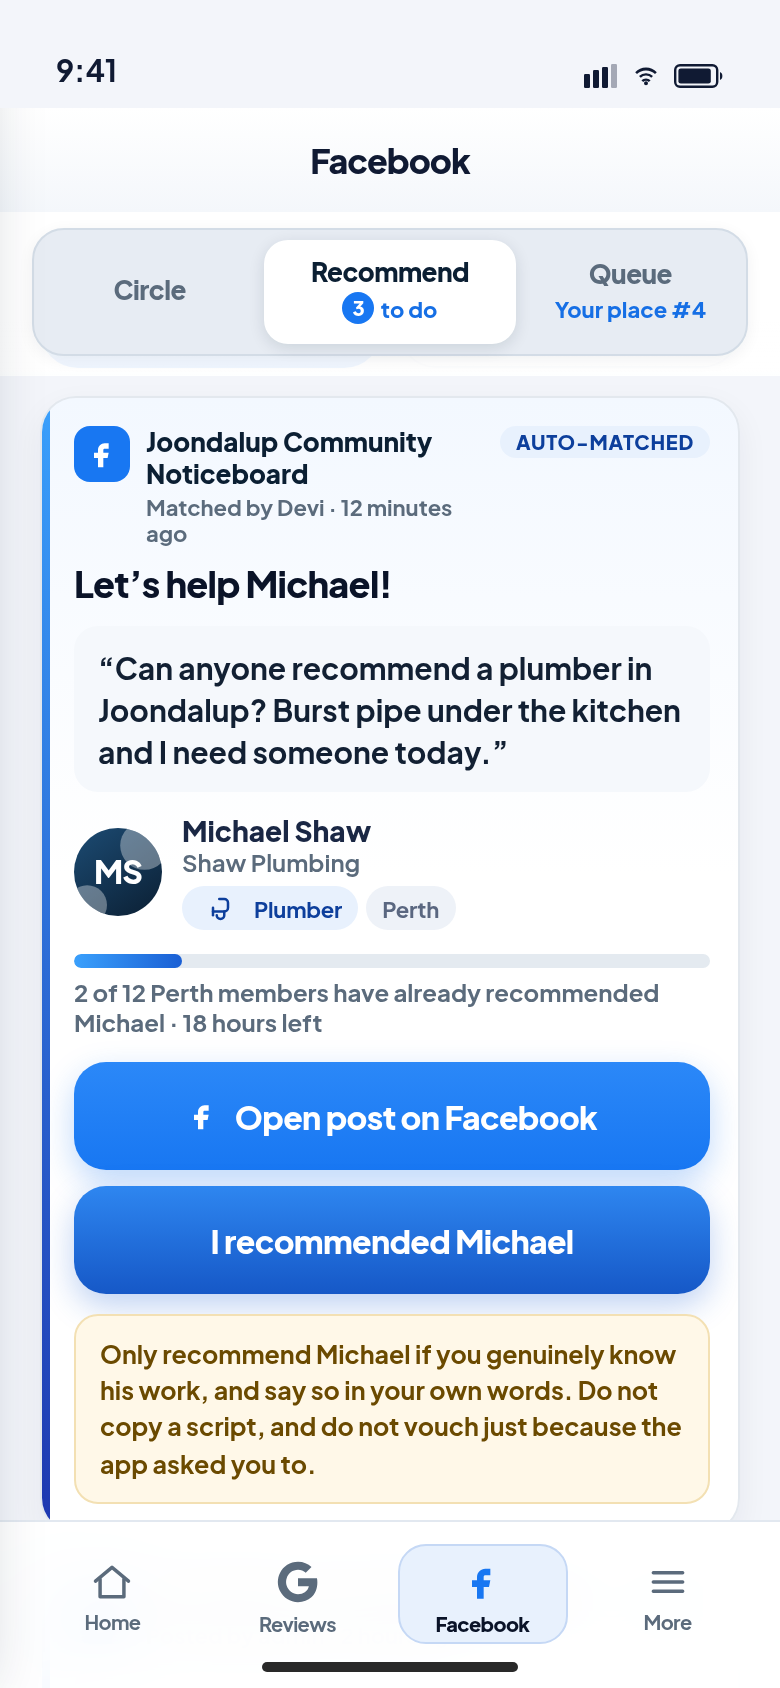 9:41
Facebook
Circle
Recommend
3 to do
Queue
Your place #4
Joondalup Community
Noticeboard
AUTO-MATCHED
Matched by Devi · 12 minutes
ago
Let’s help Michael!
“Can anyone recommend a plumber in
Joondalup? Burst pipe under the kitchen
and I need someone today.”
MS
Michael Shaw
Shaw Plumbing
Plumber
Perth
2 of 12 Perth members have already recommended
Michael · 18 hours left
Open post on Facebook
I recommended Michael
Only recommend Michael if you genuinely know
his work, and say so in your own words. Do not
copy a script, and do not vouch just because the
app asked you to.
Home
Reviews
Facebook
More